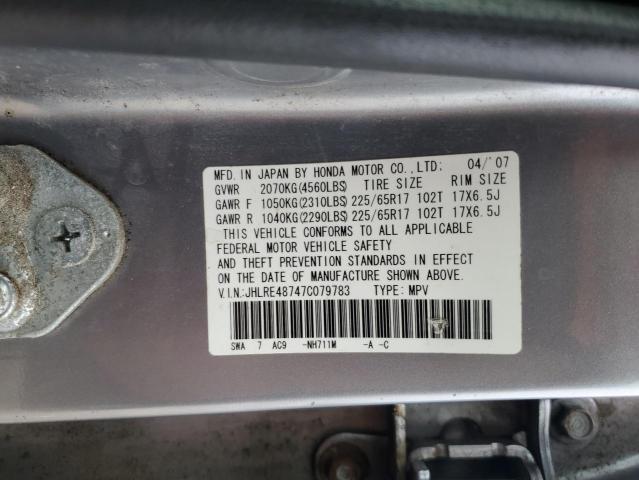 MFD. IN JAPAN BY HONDA MOTOR CO.,LTD: 04/'07
GVWR 2070KG(4560LBS) TIRE SIZE RIM SIZE
GAWR F 1050KG(2310LBS) 225/65R17 102T 17X6.5J
GAWR R 1040KG(2290LBS) 225/65R17 102T 17X6.5J
THIS VEHICLE CONFORMS TO ALL APPLICABLE
FEDERAL MOTOR VEHICLE SAFETY
AND THEFT PREVENTION STANDARDS IN EFFECT
ON THE DATE OF MANUFACTURE SHOWN ABOVE.
V.I.N:JHLRE48747C079783 TYPE: MPV
SWA 7 AC9 -NH711M -A -C